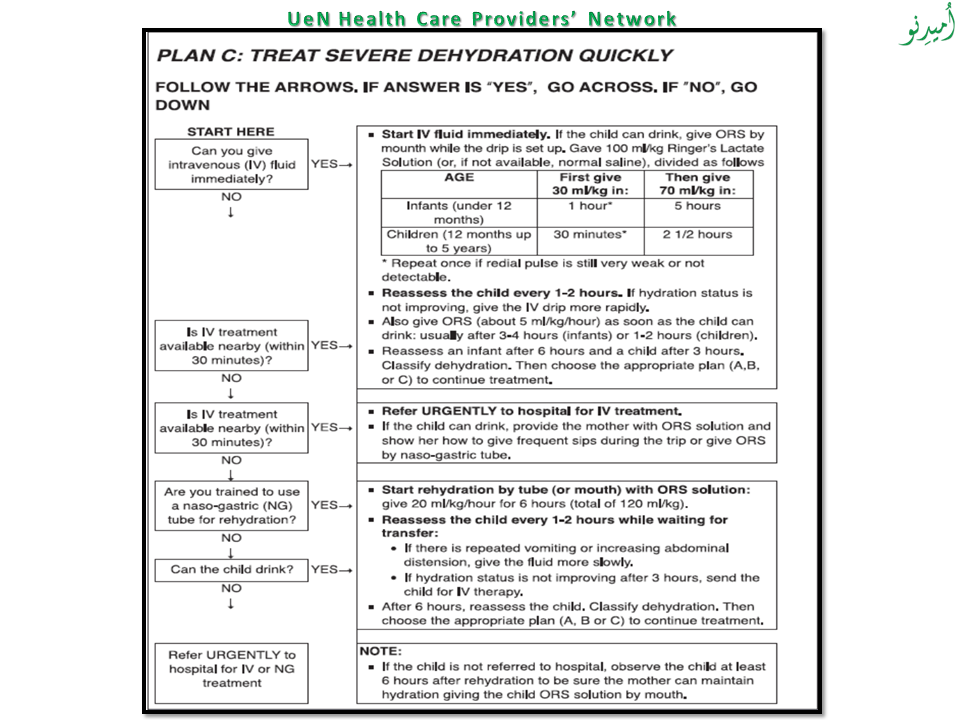 UeN Health Care Providers’ Network
اُمیدِنو
PLAN C: TREAT SEVERE DEHYDRATION QUICKLY
FOLLOW THE ARROWS. IF ANSWER IS "YES", GO ACROSS. IF "NO", GO
DOWN
START HERE
Can you give
intravenous (IV) fluid
immediately?
YES→
NO
↓
▪ Start IV fluid immediately. If the child can drink, give ORS by
mounth while the drip is set up. Gave 100 ml/kg Ringer's Lactate
Solution (or, if not available, normal saline), divided as follows
AGE
First give
30 ml/kg in:
Then give
70 ml/kg in:
Infants (under 12
months)
1 hour*
5 hours
Children (12 months up
to 5 years)
30 minutes*
2 1/2 hours
* Repeat once if redial pulse is still very weak or not
detectable.
▪ Reassess the child every 1-2 hours. If hydration status is
not improving, give the IV drip more rapidly.
▪ Also give ORS (about 5 ml/kg/hour) as soon as the child can
drink: usually after 3-4 hours (infants) or 1-2 hours (children).
▪ Reassess an infant after 6 hours and a child after 3 hours.
Classify dehydration. Then choose the appropriate plan (A,B,
or C) to continue treatment.
Is IV treatment
available nearby (within
30 minutes)?
YES→
NO
↓
Is IV treatment
available nearby (within
30 minutes)?
YES→
NO
↓
▪ Refer URGENTLY to hospital for IV treatment.
▪ If the child can drink, provide the mother with ORS solution and
show her how to give frequent sips during the trip or give ORS
by naso-gastric tube.
Are you trained to use
a naso-gastric (NG)
tube for rehydration?
YES→
NO
↓
Can the child drink?
YES→
NO
↓
▪ Start rehydration by tube (or mouth) with ORS solution:
give 20 ml/kg/hour for 6 hours (total of 120 ml/kg).
▪ Reassess the child every 1-2 hours while waiting for
transfer:
• If there is repeated vomiting or increasing abdominal
distension, give the fluid more slowly.
• If hydration status is not improving after 3 hours, send the
child for IV therapy.
▪ After 6 hours, reassess the child. Classify dehydration. Then
choose the appropriate plan (A, B or C) to continue treatment.
Refer URGENTLY to
hospital for IV or NG
treatment
NOTE:
▪ If the child is not referred to hospital, observe the child at least
6 hours after rehydration to be sure the mother can maintain
hydration giving the child ORS solution by mouth.